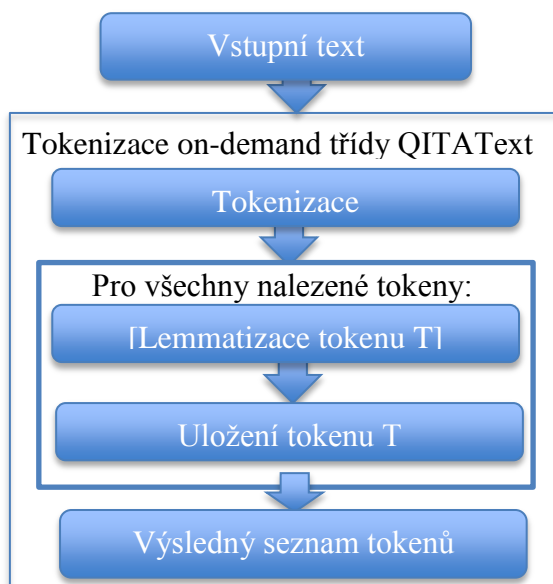 Vstupní text
Tokenizace on-demand třídy QITAText
Tokenizace
Pro všechny nalezené tokeny:
[Lemmatizace tokenu T]
Uložení tokenu T
Výsledný seznam tokenů